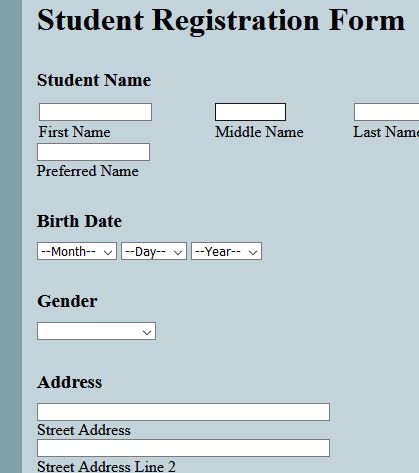 Student Registration Form
Student Name
First Name Middle Name Last Name
Preferred Name
Birth Date
--Month-- --Day-- --Year--
Gender
Address
Street Address
Street Address Line 2